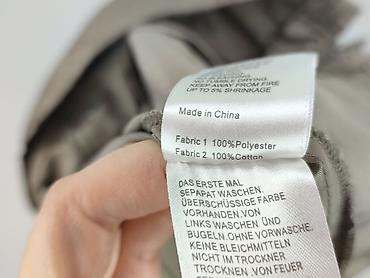 NO TUMBLE DRYING.
KEEP AWAY FROM FIRE
UP TO 5% SHRINKAGE
Made in China
Fabric 1 100%Polyester
Fabric 2 100%Cotton
DAS ERSTE MAL
SEPAPAT WASCHEN.
ÜBERSCHÜSSIGE FARBE
VORHANDEN.VON
LINKS WASCHEN UND
BUGELN.OHNE VORWASCHE.
KEINE BLEICHMITTELN
NICHT IM TROCKNER
TROCKNEN .VON FEUER